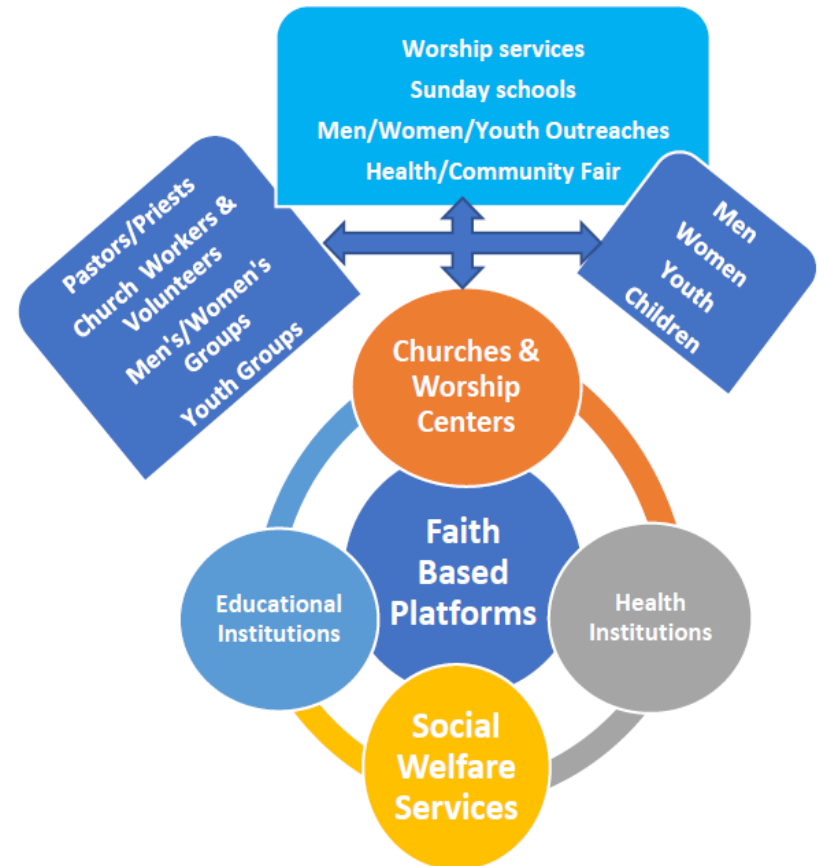 Worship services
Sunday schools
Men/Women/Youth Outreaches
Health/Community Fair
Pastors/Priests
Church Workers &
Volunteers
Men's/Women's
Groups
Youth Groups
Men
Women
Youth
Children
Churches &
Worship
Centers
Faith
Based
Platforms
Educational
Institutions
Health
Institutions
Social
Welfare
Services